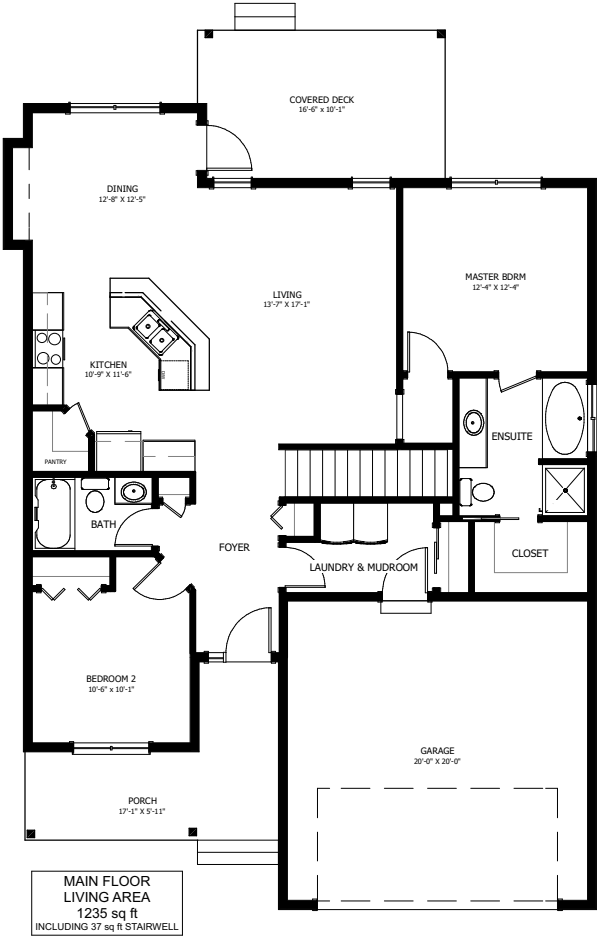 COVERED DECK
16'-6" x 10'-1"
DINING
12'-8" X 12'-5"
MASTER BDRM
12'-4" X 12'-4"
LIVING
13'-7" X 17'-1"
KITCHEN
10'-9" X 11'-6"
PANTRY
ENSUITE
BATH
FOYER
CLOSET
LAUNDRY & MUDROOM
BEDROOM 2
10'-6" x 10'-1"
GARAGE
20'-0" X 20'-0"
PORCH
17'-1" X 5'-11"
MAIN FLOOR
LIVING AREA
1235 sq ft
INCLUDING 37 sq ft STAIRWELL